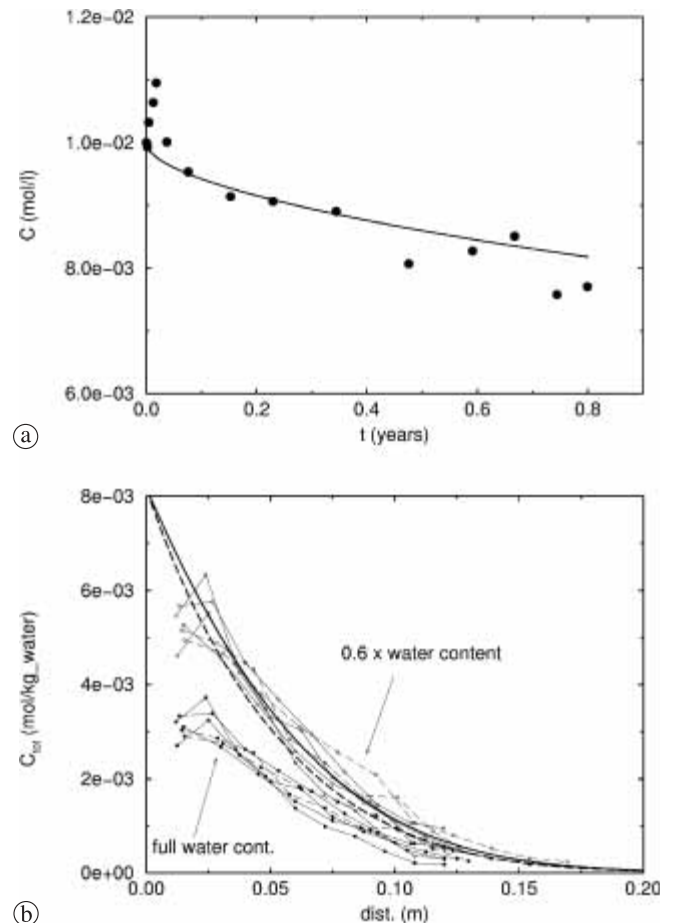 1.2e−02
1.0e−02
8.0e−03
6.0e−03
C (mol/l)
0.0 0.2 0.4 0.6 0.8
t (years)
a
8e−03
6e−03
4e−03
2e−03
0e+00
C_tot (mol/kg_water)
0.6 x water content
full water cont.
0.00 0.05 0.10 0.15 0.20
dist. (m)
b